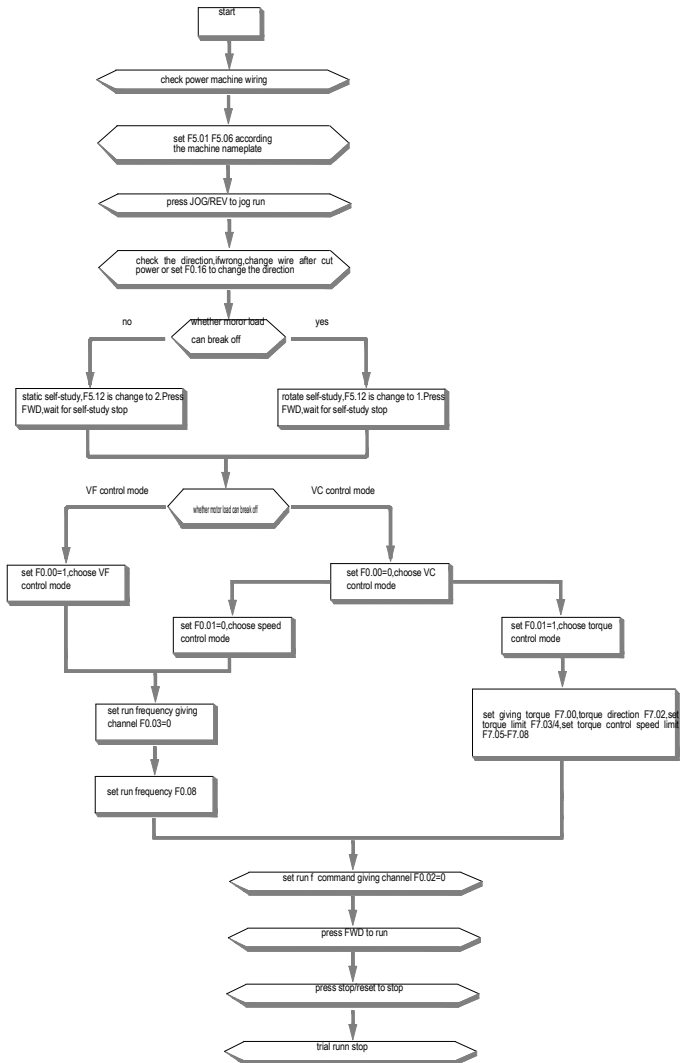 start
check power machine wiring
set F5.01 F5.06 according
the machine nameplate
press JOG/REV to jog run
check the direction,ifwrong,change wire after cut
power or set F0.16 to change the direction
no
whether motor load
can break off
yes
static self-study,F5.12 is change to 2.Press
FWD,wait for self-study stop
rotate self-study,F5.12 is change to 1.Press
FWD,wait for self-study stop
VF control mode
whether motor load can break off
VC control mode
set F0.00=1,choose VF
control mode
set F0.00=0,choose VC
control mode
set F0.01=0,choose speed
control mode
set F0.01=1,choose torque
control mode
set run frequency giving
channel F0.03=0
set giving torque F7.00,torque direction F7.02,set
torque limit F7.03/4,set torque control speed limit
F7.05-F7.08
set run frequency F0.08
set run f command giving channel F0.02=0
press FWD to run
press stop/reset to stop
trial runn stop